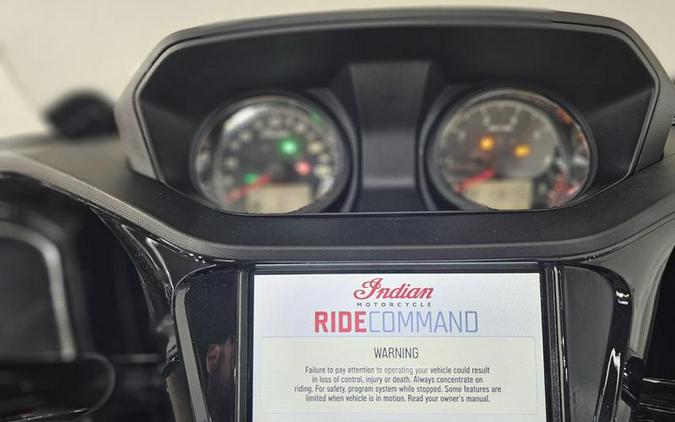 Indian
MOTORCYCLE
RIDECOMMAND
WARNING
Failure to pay attention to operating your vehicle could result
in loss of control, injury or death. Always concentrate on
riding. For safety, program system while stopped. Some features are
limited when vehicle is in motion. Read your owner's manual.